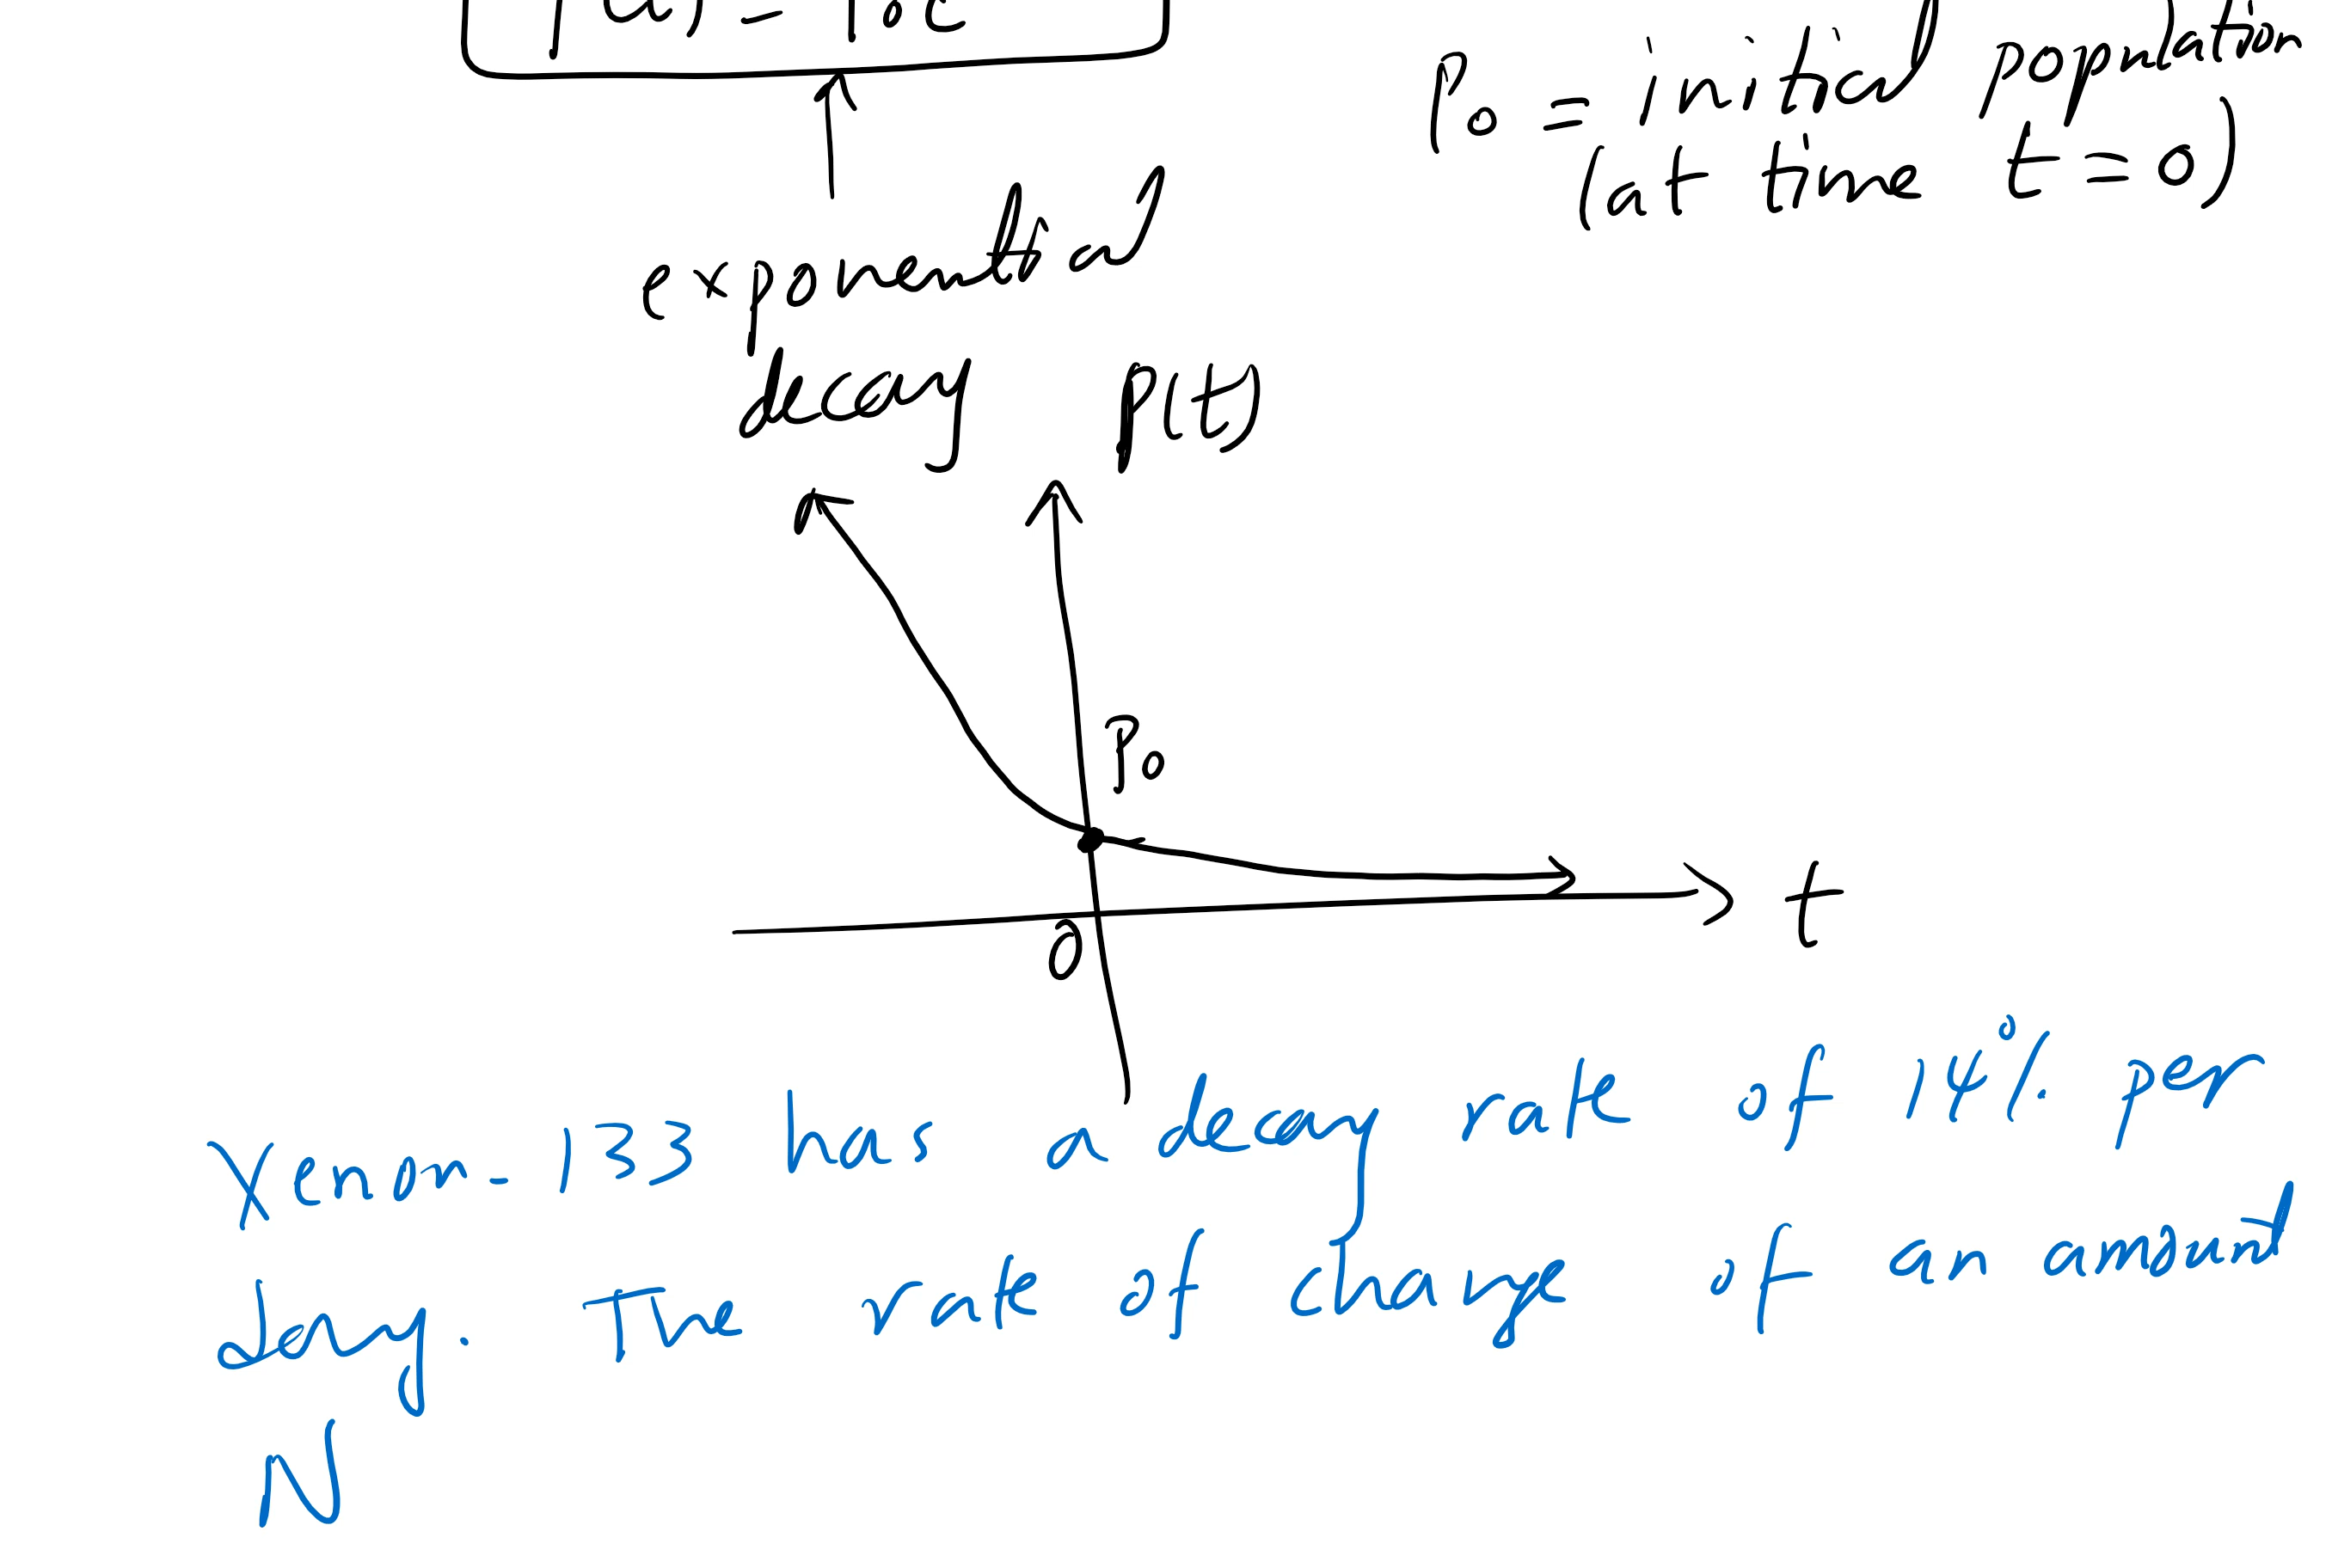 P(t) = P₀e
P₀ = initial population
(at time t = 0)
exponential
decay
P(t)
P₀
t
0
Xenon-133 has a decay rate of 14% per
day. The rate of change of an amount
N